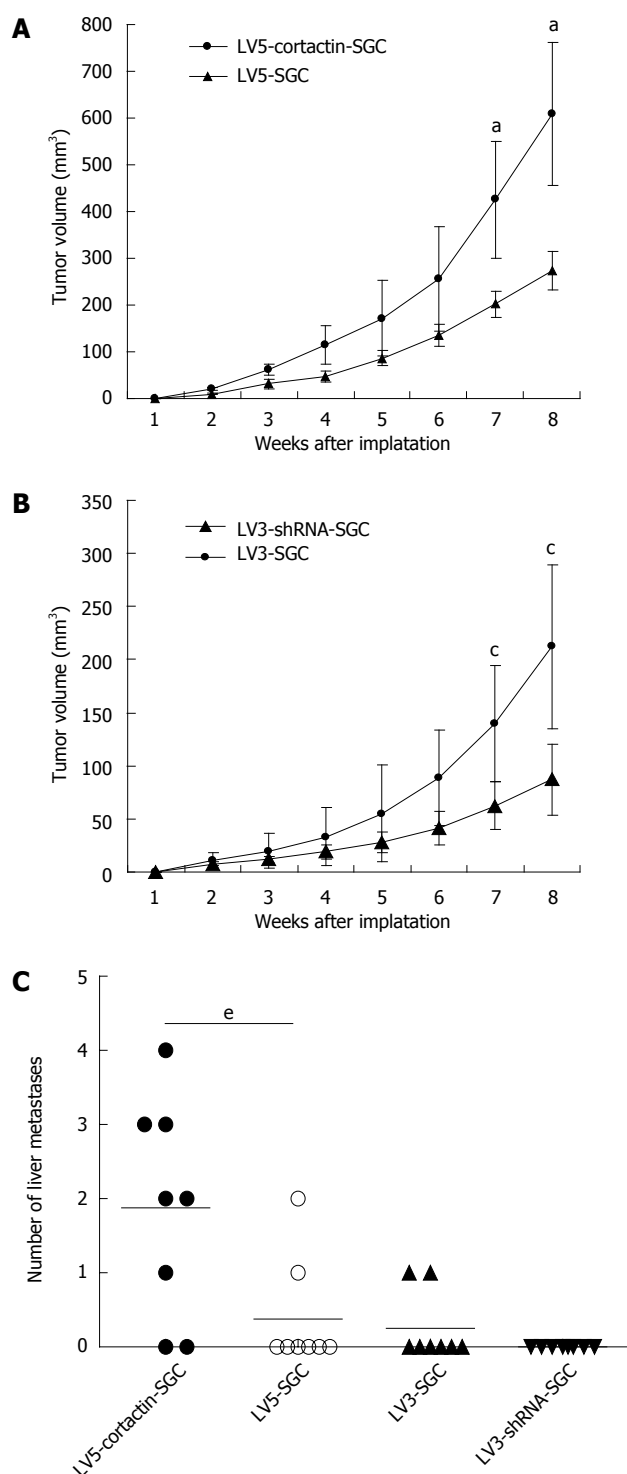 A
800
700
600
500
400
300
200
100
0
Tumor volume (mm³)
LV5-cortactin-SGC
LV5-SGC
a
a
1 2 3 4 5 6 7 8
Weeks after implatation
B
350
300
250
200
150
100
50
0
Tumor volume (mm³)
LV3-shRNA-SGC
LV3-SGC
c
c
1 2 3 4 5 6 7 8
Weeks after implatation
C
5
4
3
2
1
0
Number of liver metastases
e
LV5-cortactin-SGC
LV5-SGC
LV3-SGC
LV3-shRNA-SGC